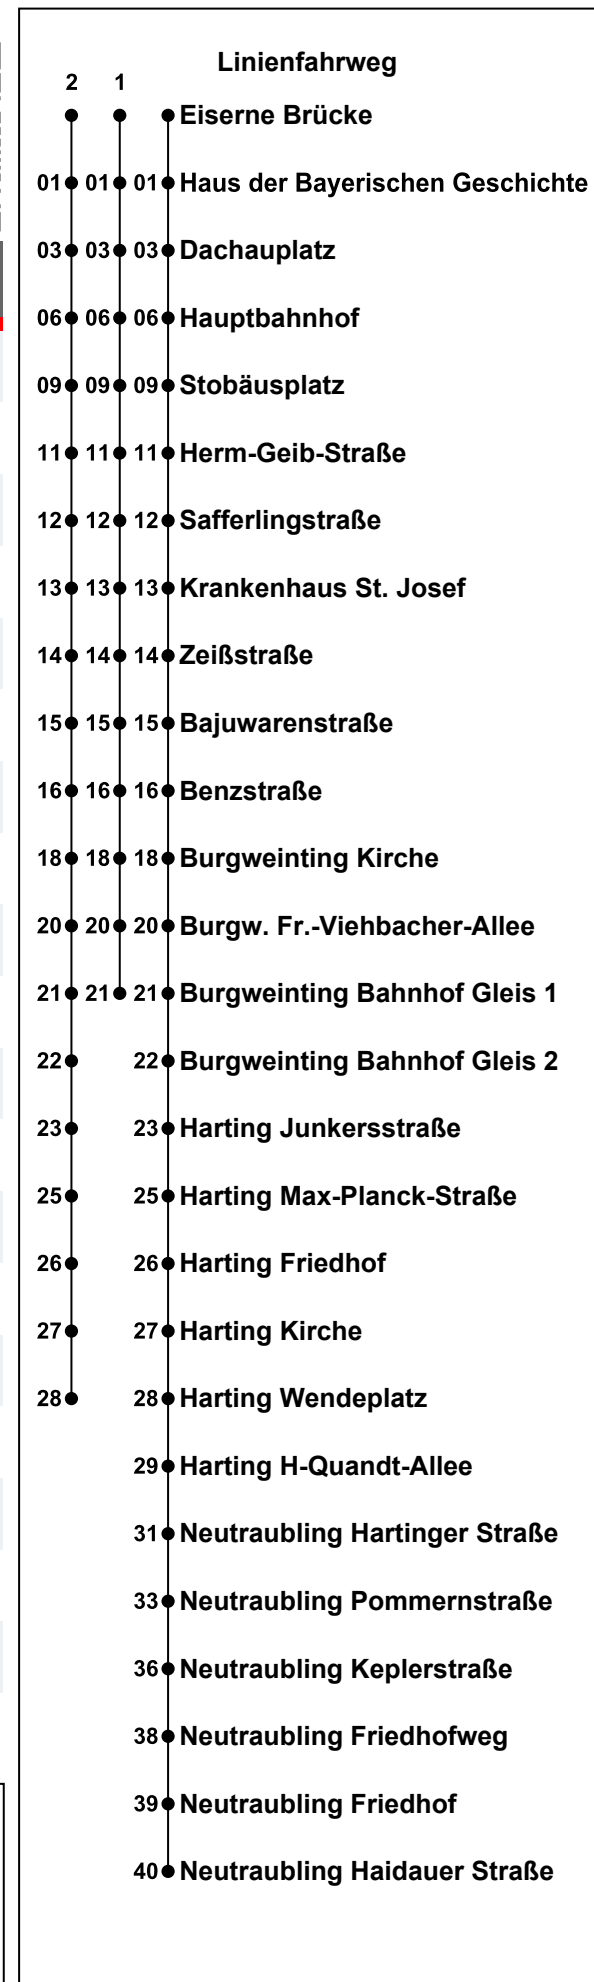 Linienfahrweg
2 1
Eiserne Brücke
01 01 01 Haus der Bayerischen Geschichte
03 03 03 Dachauplatz
06 06 06 Hauptbahnhof
09 09 09 Stobäusplatz
11 11 11 Herm-Geib-Straße
12 12 12 Safferlingstraße
13 13 13 Krankenhaus St. Josef
14 14 14 Zeißstraße
15 15 15 Bajuwarenstraße
16 16 16 Benzstraße
18 18 18 Burgweinting Kirche
20 20 20 Burgw. Fr.-Viehbacher-Allee
21 21 21 Burgweinting Bahnhof Gleis 1
22 22 Burgweinting Bahnhof Gleis 2
23 23 Harting Junkersstraße
25 25 Harting Max-Planck-Straße
26 26 Harting Friedhof
27 27 Harting Kirche
28 28 Harting Wendeplatz
29 Harting H-Quandt-Allee
31 Neutraubling Hartinger Straße
33 Neutraubling Pommernstraße
36 Neutraubling Keplerstraße
38 Neutraubling Friedhofweg
39 Neutraubling Friedhof
40 Neutraubling Haidauer Straße